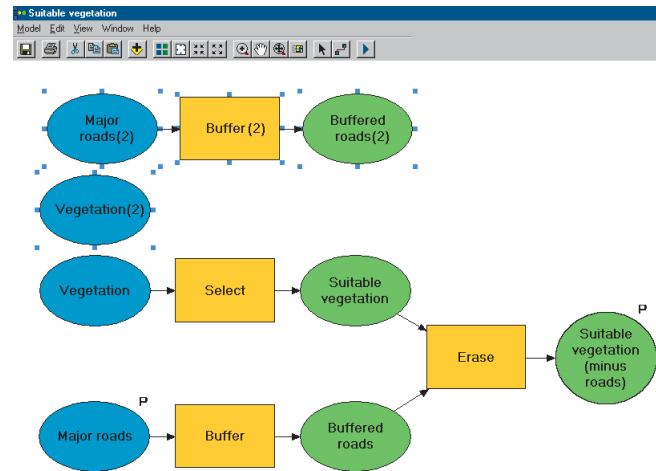 Suitable vegetation
Model Edit View Window Help
Major
roads(2)
Buffer (2)
Buffered
roads(2)
Vegetation(2)
Vegetation
Select
Suitable
vegetation
P
Suitable
vegetation
(minus
roads)
Erase
P
Major roads
Buffer
Buffered
roads